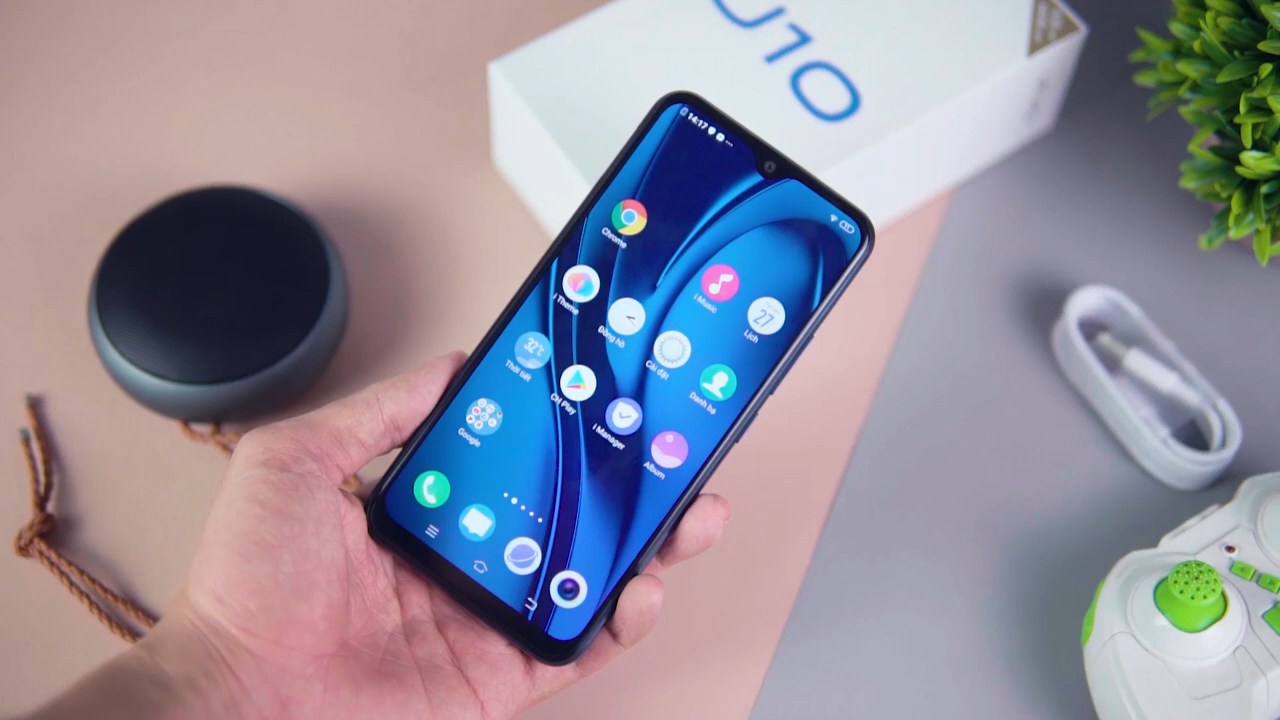 U10
14:17
Chrome
i Theme
Đồng hồ
i Music
27
Lịch
32°C
Thời tiết
CH Play
Cài đặt
Danh bạ
Google
i Manager
Album